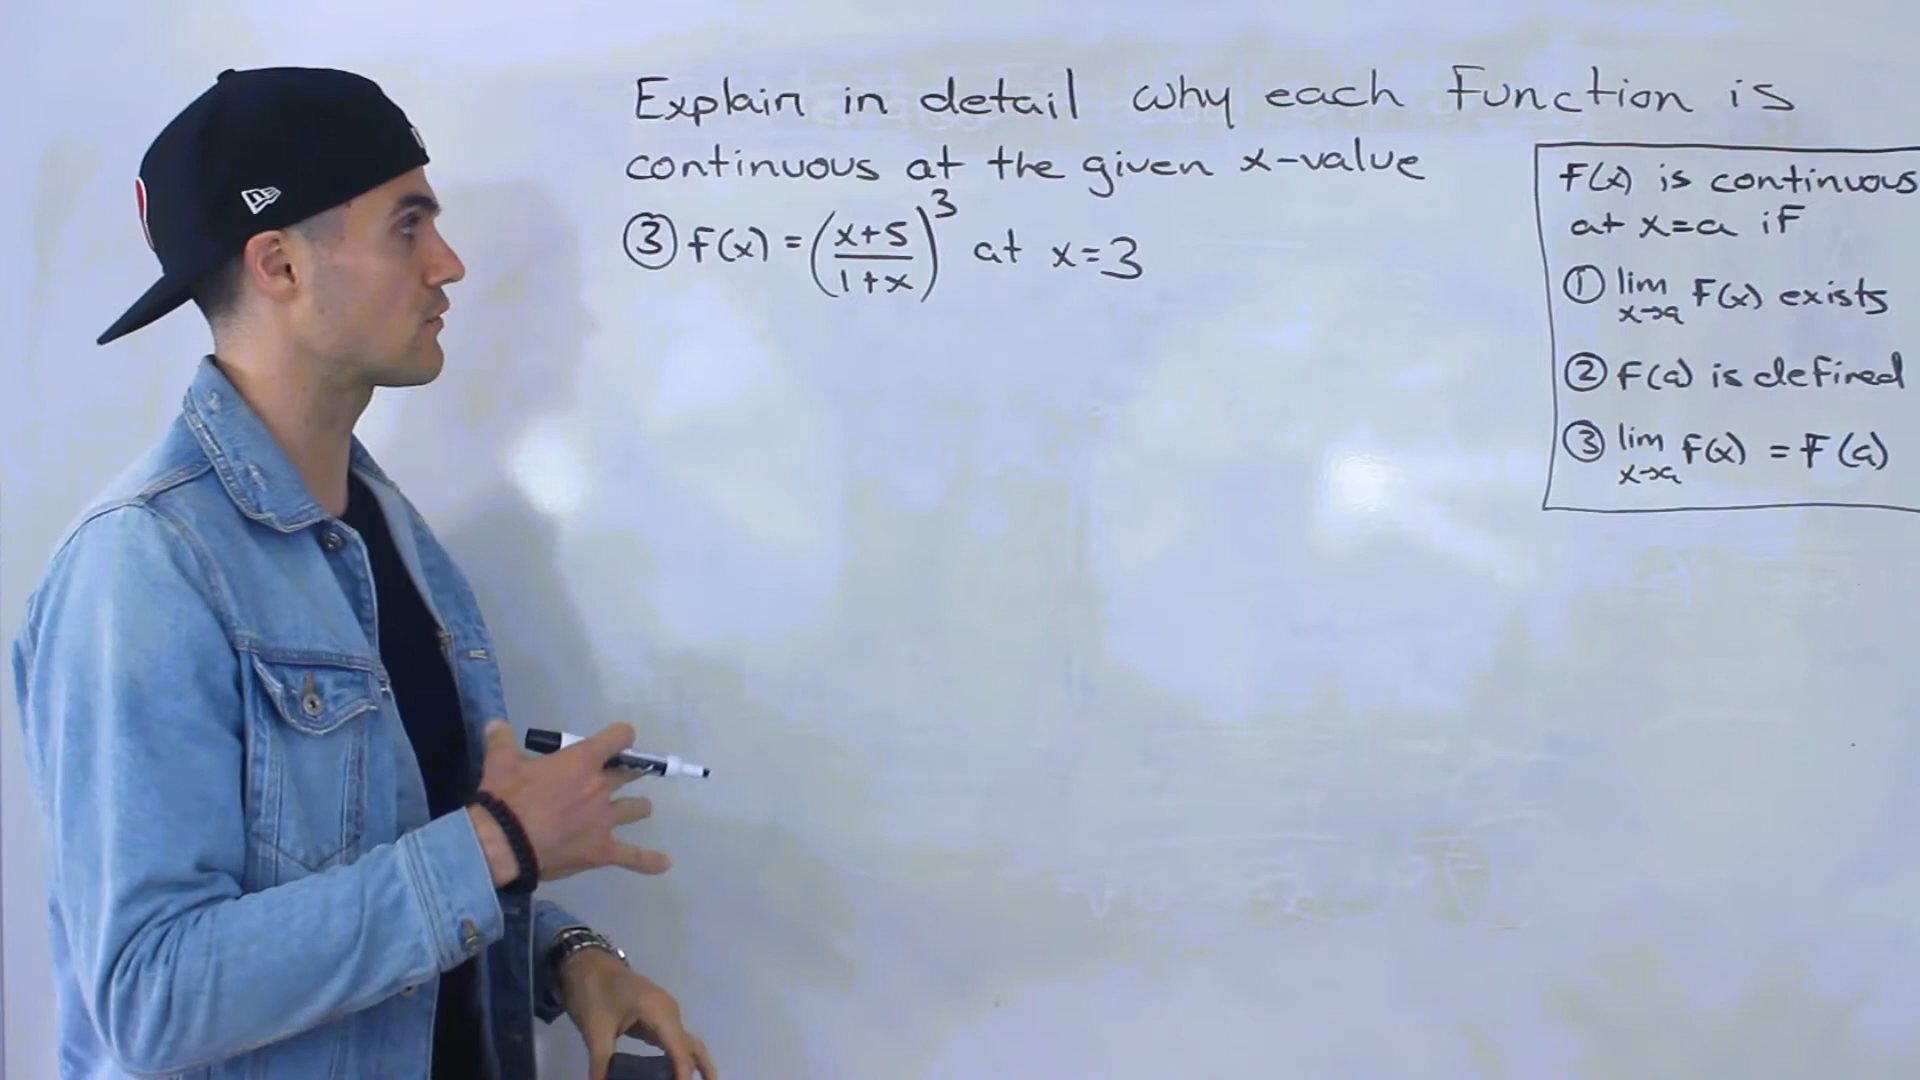 Explain in detail why each function is
continuous at the given x-value
③ f(x) = ((x+5)/(1+x))^3 at x=3
F(x) is continuous
at x=a if
① lim x→a F(x) exists
② F(a) is defined
③ lim x→a F(x) = F(a)